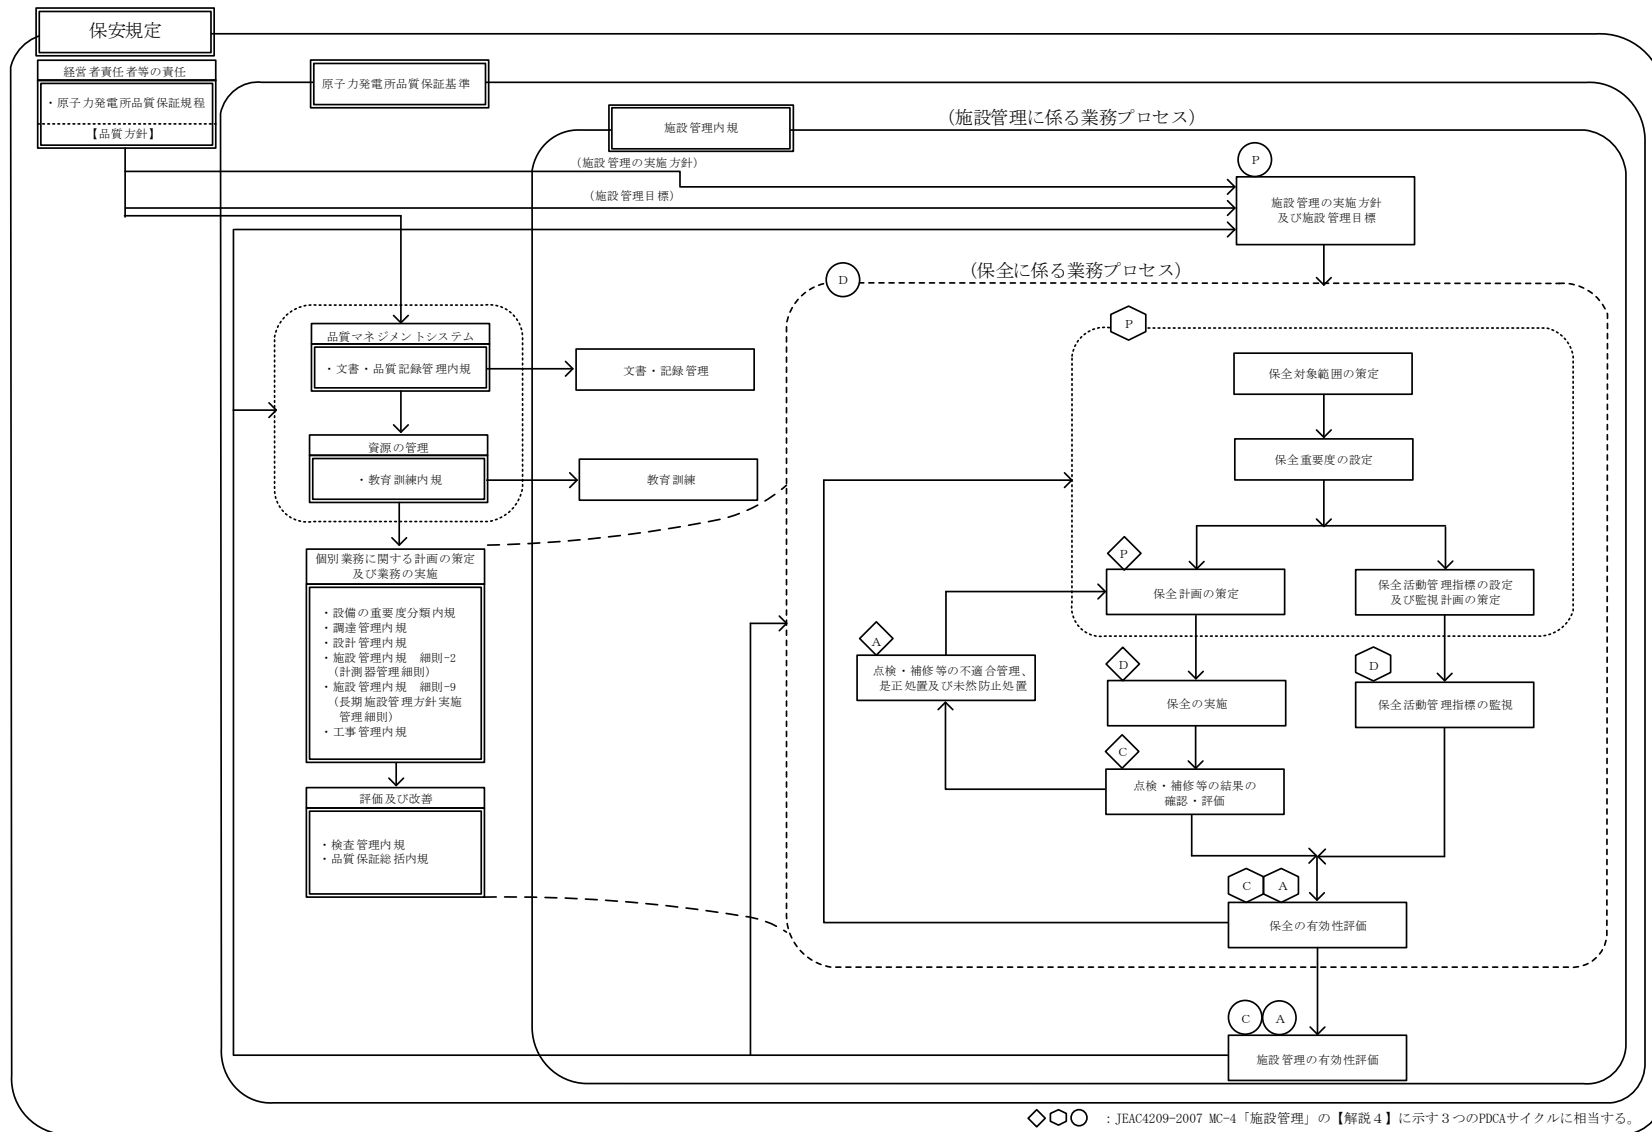 保安規定
経営者責任者等の責任
・原子力発電所品質保証規程
【品質方針】
原子力発電所品質保証基準
施設管理内規
（施設管理に係る業務プロセス）
（施設管理の実施方針）
（施設管理目標）
P
施設管理の実施方針
及び施設管理目標
D
（保全に係る業務プロセス）
品質マネジメントシステム
・文書・品質記録管理内規
文書・記録管理
資源の管理
・教育訓練内規
教育訓練
個別業務に関する計画の策定
及び業務の実施
・設備の重要度分類内規
・調達管理内規
・設計管理内規
・施設管理内規　細則-2
（計測器管理細則）
・施設管理内規　細則-9
（長期施設管理方針実施
管理細則）
・工事管理内規
評価及び改善
・検査管理内規
・品質保証総括内規
P
保全対象範囲の策定
保全重要度の設定
P
保全計画の策定
保全活動管理指標の設定
及び監視計画の策定
A
点検・補修等の不適合管理、
是正処置及び未然防止処置
D
保全の実施
D
保全活動管理指標の監視
C
点検・補修等の結果の
確認・評価
C A
保全の有効性評価
C A
施設管理の有効性評価
：JEAC4209-2007 MC-4「施設管理」の【解説４】に示す３つのPDCAサイクルに相当する。